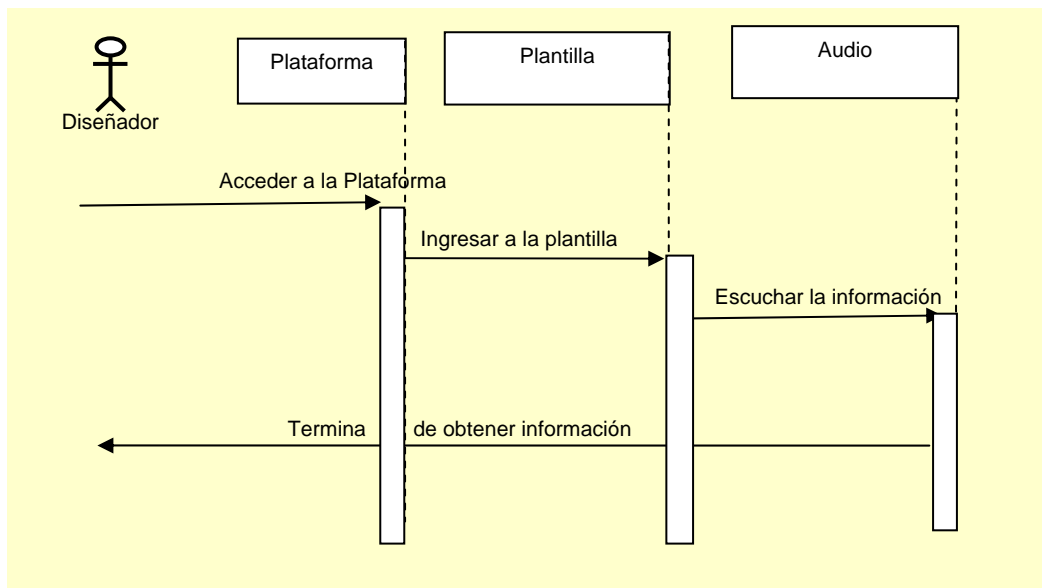 Plataforma
Plantilla
Audio
Diseñador
Acceder a la Plataforma
Ingresar a la plantilla
Escuchar la información
Termina de obtener información